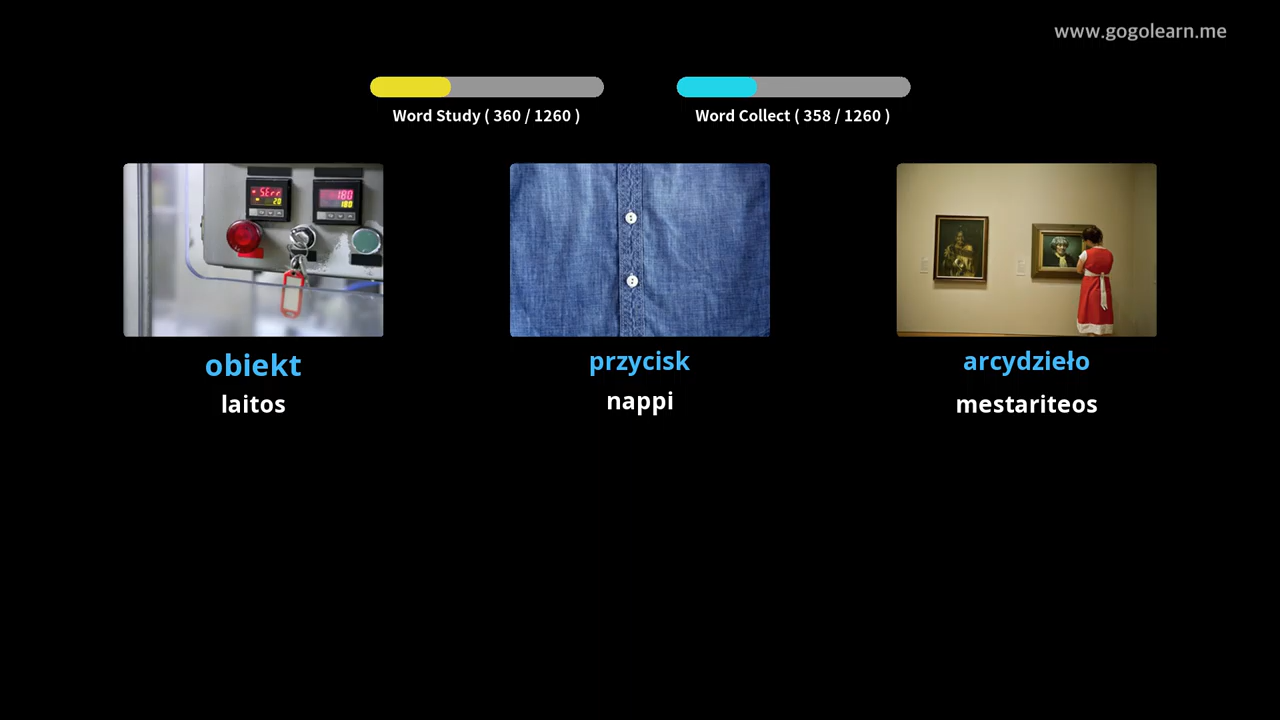 www.gogolearn.me
Word Study ( 360 / 1260 )
Word Collect ( 358 / 1260 )
obiekt
laitos
przycisk
nappi
arcydzieło
mestariteos